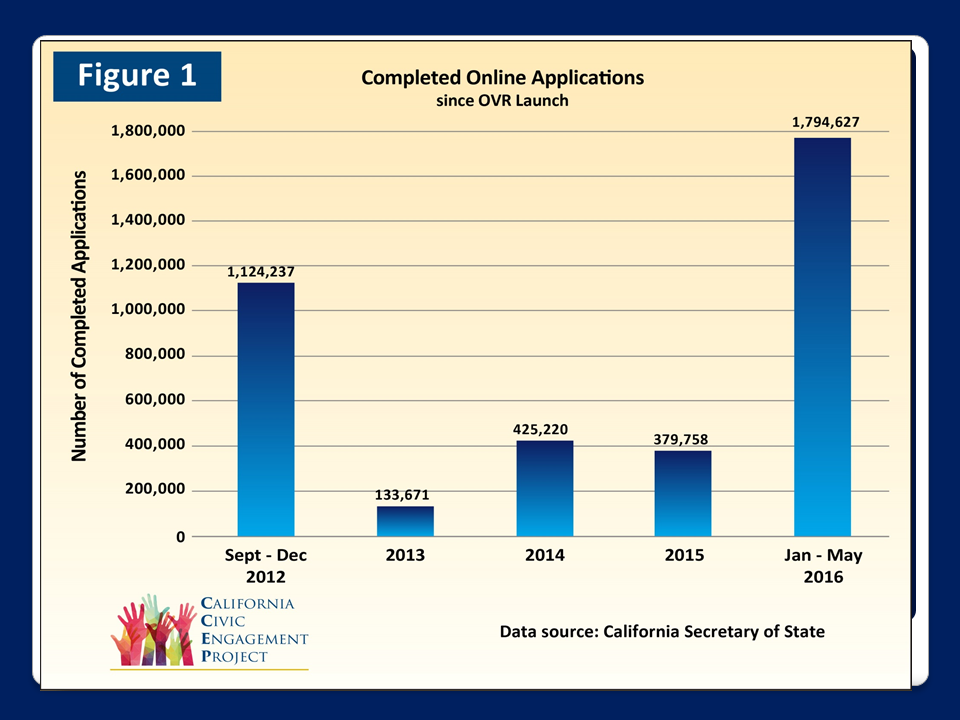 Figure 1
Completed Online Applications
since OVR Launch
Number of Completed Applications
1,800,000
1,600,000
1,400,000
1,200,000
1,000,000
800,000
600,000
400,000
200,000
0
1,124,237
133,671
425,220
379,758
1,794,627
Sept - Dec
2012
2013
2014
2015
Jan - May
2016
CALIFORNIA
CIVIC
ENGAGEMENT
PROJECT
Data source: California Secretary of State